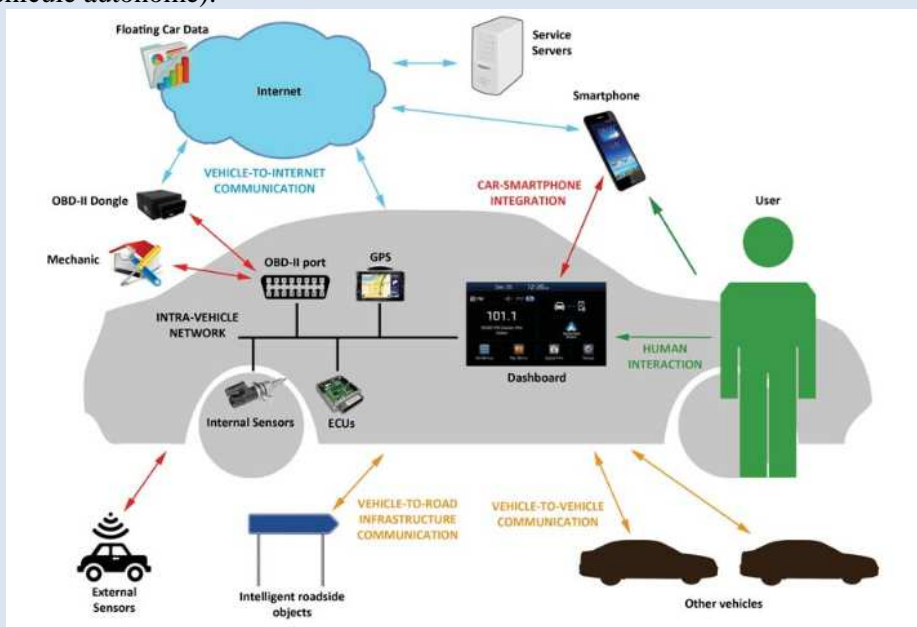 éhicule autonome).
Floating Car Data
Internet
Service
Servers
Smartphone
VEHICLE-TO-INTERNET
COMMUNICATION
CAR-SMARTPHONE
INTEGRATION
OBD-II Dongle
User
Mechanic
OBD-II port
GPS
INTRA-VEHICLE
NETWORK
101.1
HUMAN
INTERACTION
Dashboard
Internal Sensors
ECUs
VEHICLE-TO-ROAD
INFRASTRUCTURE
COMMUNICATION
VEHICLE-TO-VEHICLE
COMMUNICATION
External
Sensors
Intelligent roadside
objects
Other vehicles